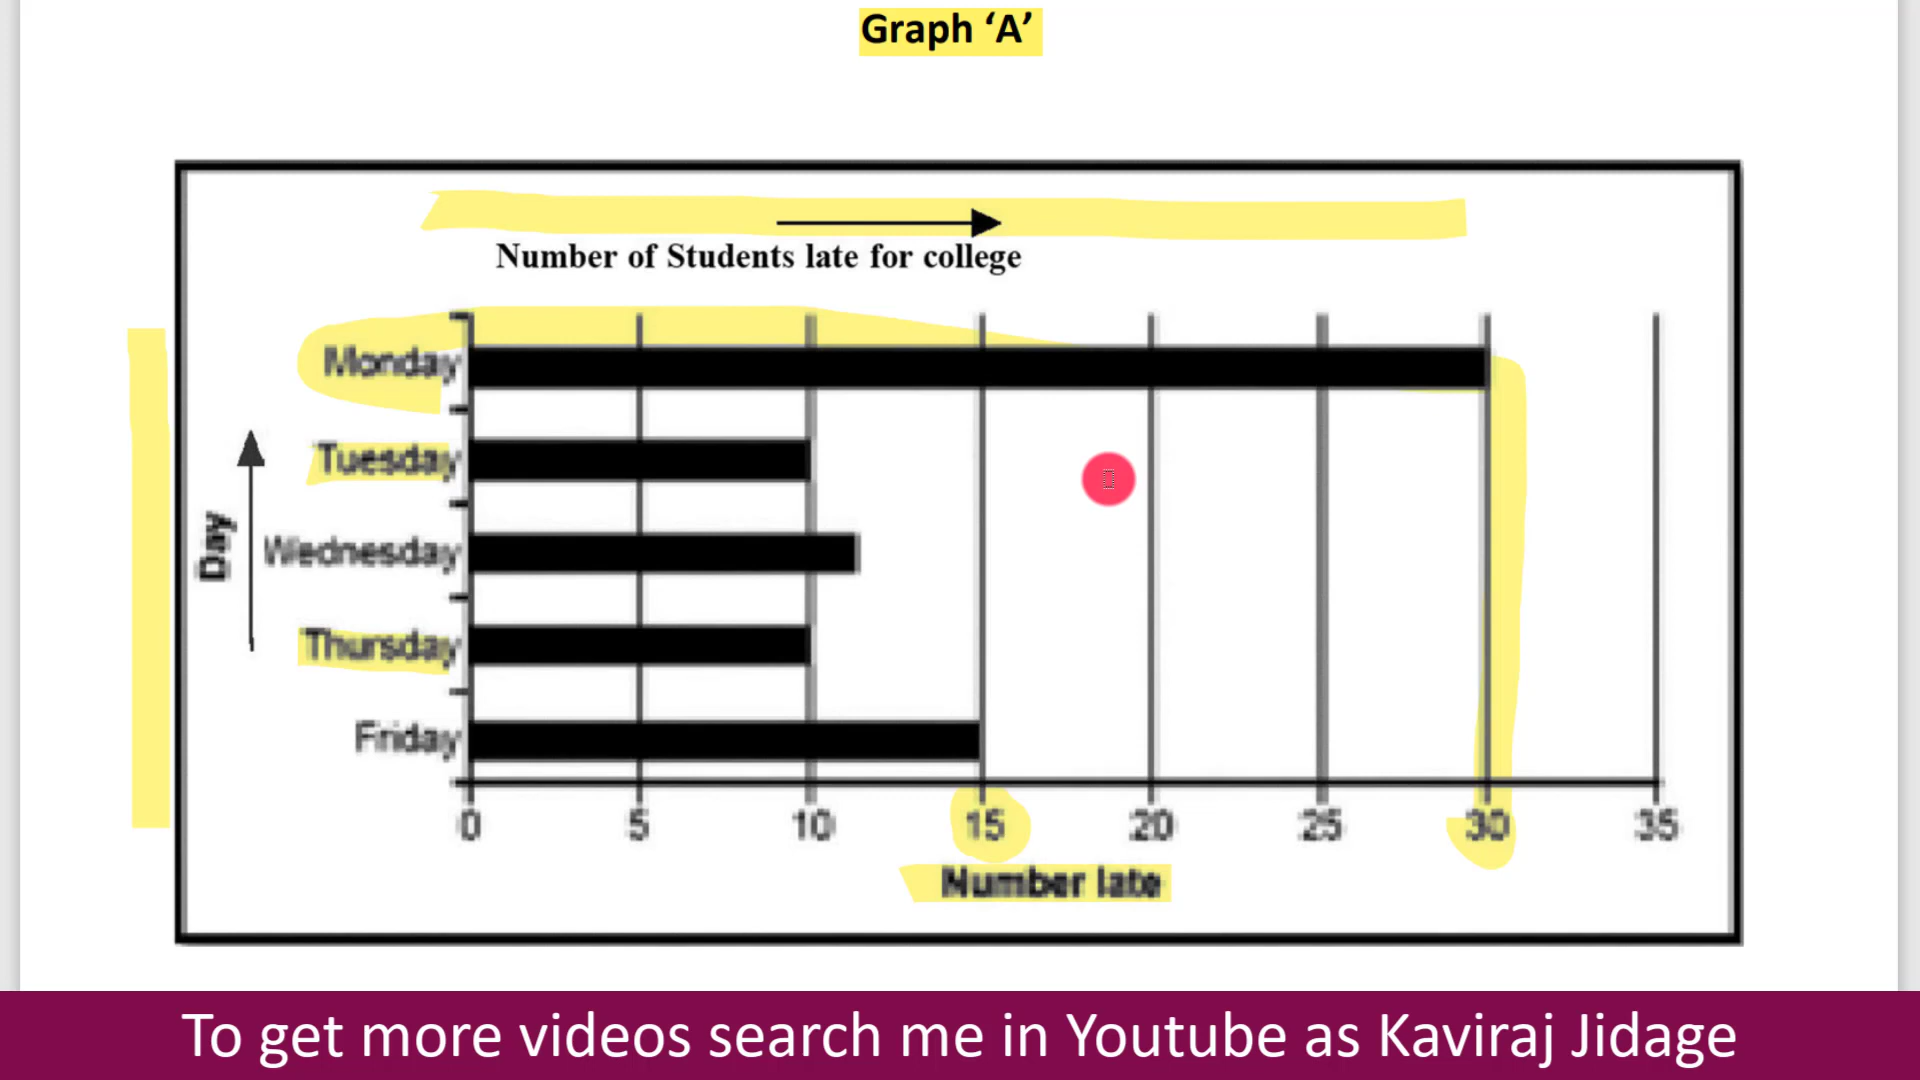 Graph ‘A’
Number of Students late for college
Monday
Tuesday
Wednesday
Thursday
Friday
Day
0 5 10 15 20 25 30 35
Number late
To get more videos search me in Youtube as Kaviraj Jidage